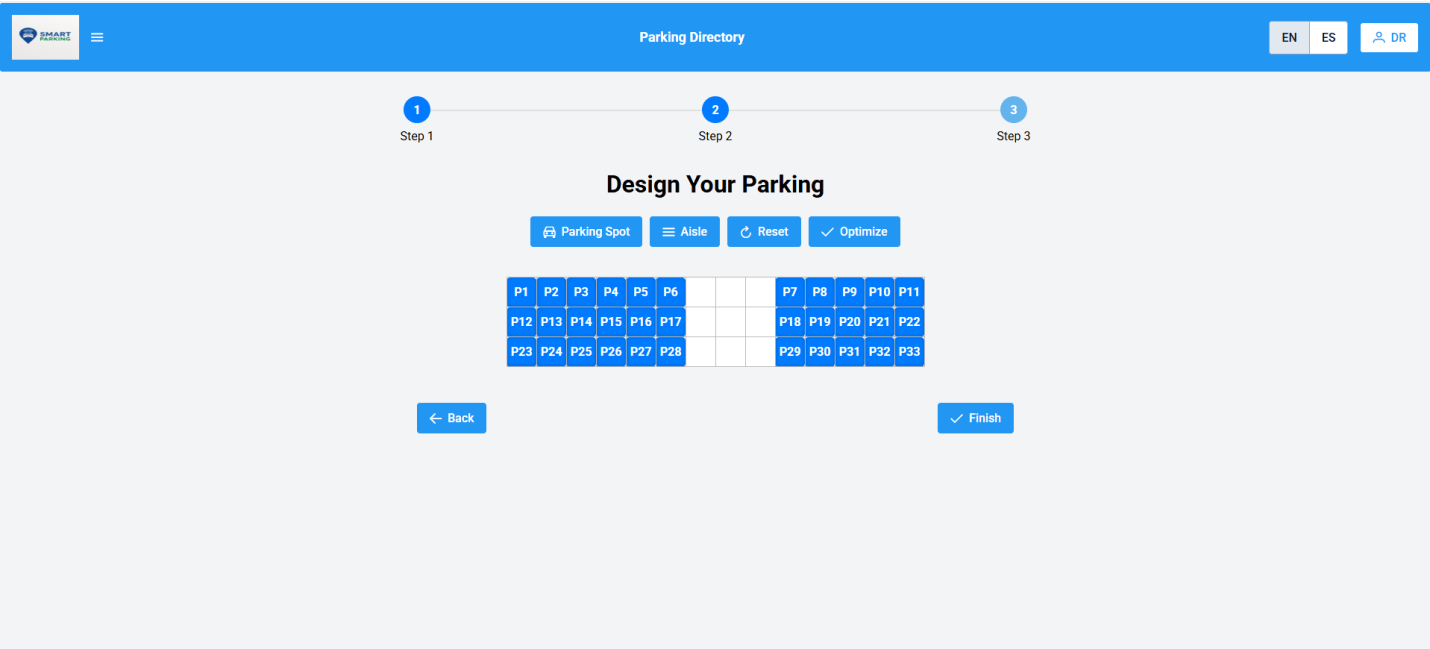 SMART
PARKING
Parking Directory
EN ES DR
1 2 3
Step 1 Step 2 Step 3
Design Your Parking
Parking Spot Aisle Reset Optimize
P1 P2 P3 P4 P5 P6 P7 P8 P9 P10 P11
P12 P13 P14 P15 P16 P17 P18 P19 P20 P21 P22
P23 P24 P25 P26 P27 P28 P29 P30 P31 P32 P33
Back Finish